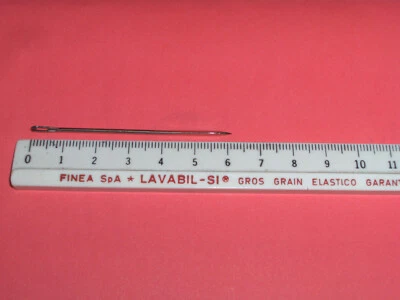 0 1 2 3 4 5 6 7 8 9 10 11
FINEA SpA * LAVABIL-SI® GROS GRAIN ELASTICO GARANT